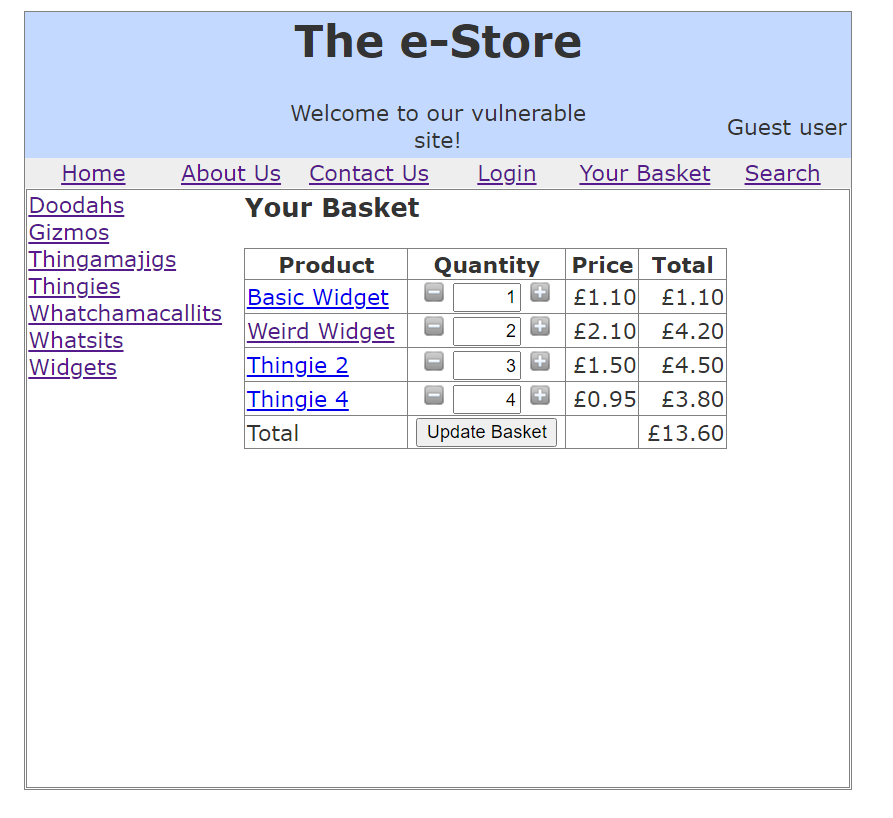 The e-Store
Welcome to our vulnerable
site!
Guest user
Home About Us Contact Us Login Your Basket Search
Doodahs
Gizmos
Thingamajigs
Thingies
Whatchamacallits
Whatsits
Widgets
Your Basket
Product Quantity Price Total
Basic Widget 1 £1.10 £1.10
Weird Widget 2 £2.10 £4.20
Thingie 2 3 £1.50 £4.50
Thingie 4 4 £0.95 £3.80
Total Update Basket £13.60